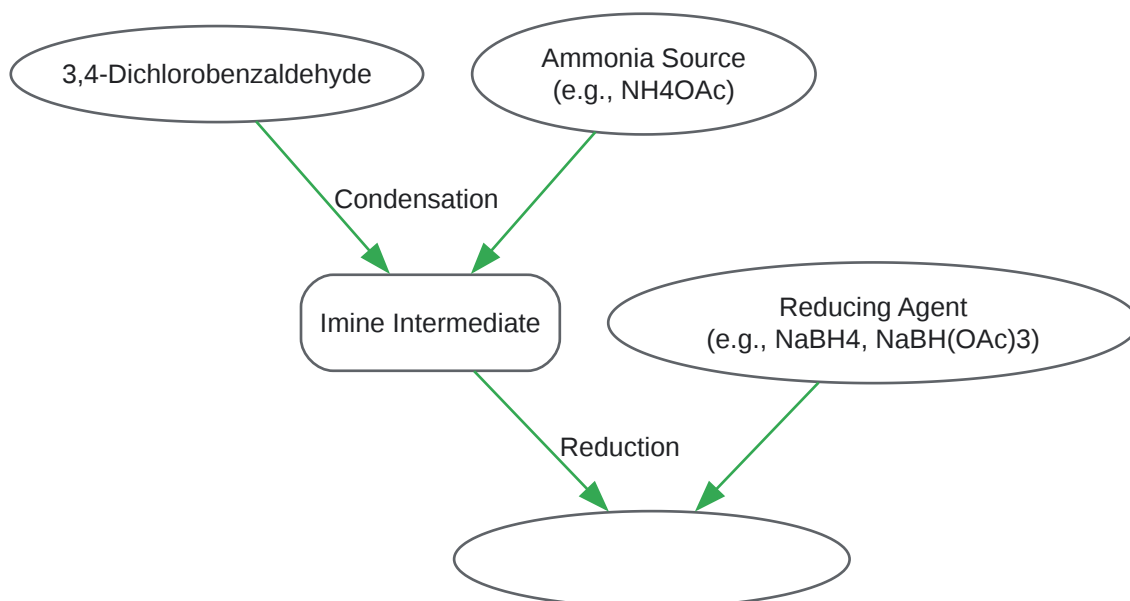 3,4-Dichlorobenzaldehyde
Ammonia Source
(e.g., NH4OAc)
Condensation
Imine Intermediate
Reducing Agent
(e.g., NaBH4, NaBH(OAc)3)
Reduction